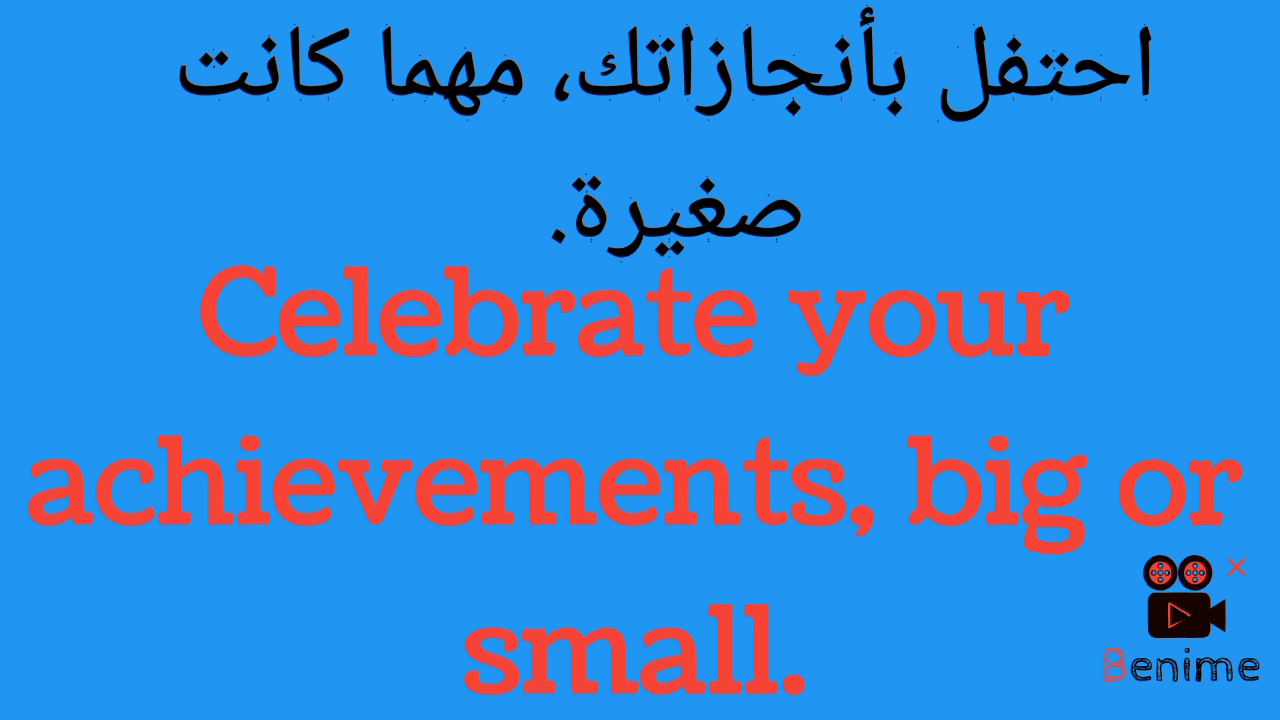 احتفل بأنجازاتك، مهما كانت
صغيرة.
Celebrate your
achievements, big or
small.
Benime